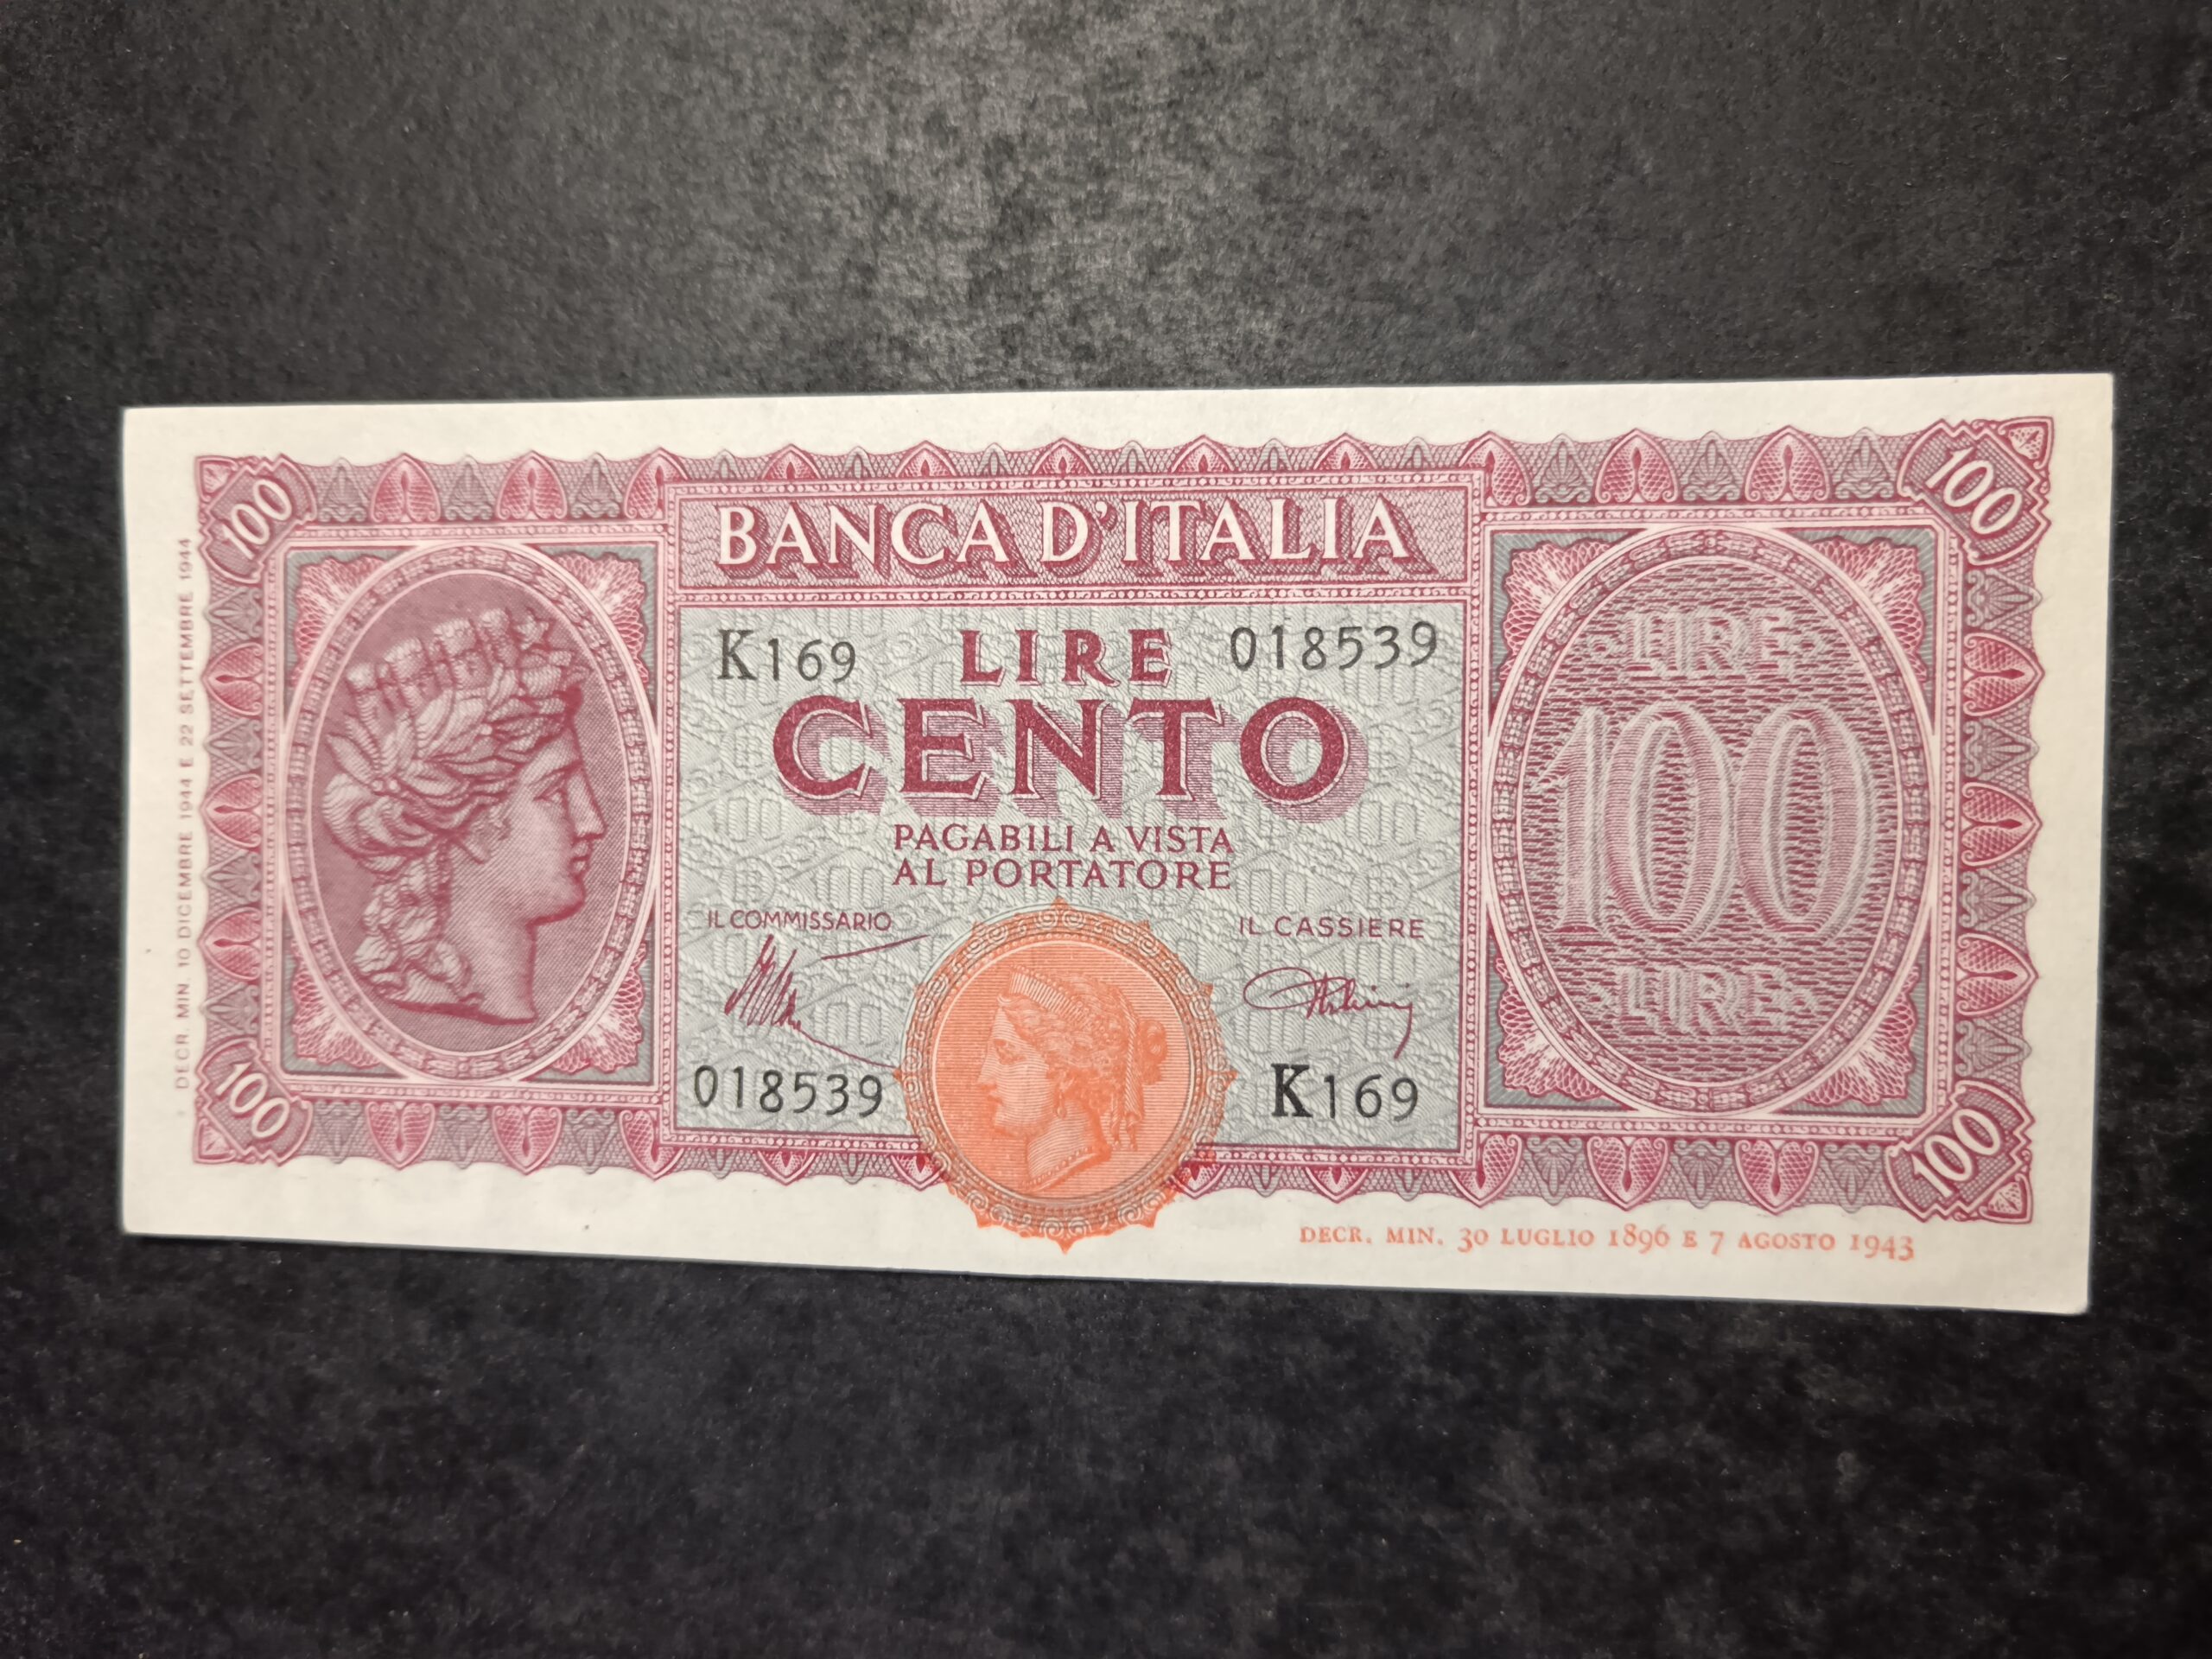 100
100
BANCA D'ITALIA
K169
LIRE
018539
CENTO
PAGABILI A VISTA
AL PORTATORE
IL COMMISSARIO
IL CASSIERE
018539
K169
LIRE
100
LIRE
100
100
DECR. MIN. 10 DICEMBRE 1944 E 22 SETTEMBRE 1944
DECR. MIN. 30 LUGLIO 1896 E 7 AGOSTO 1943